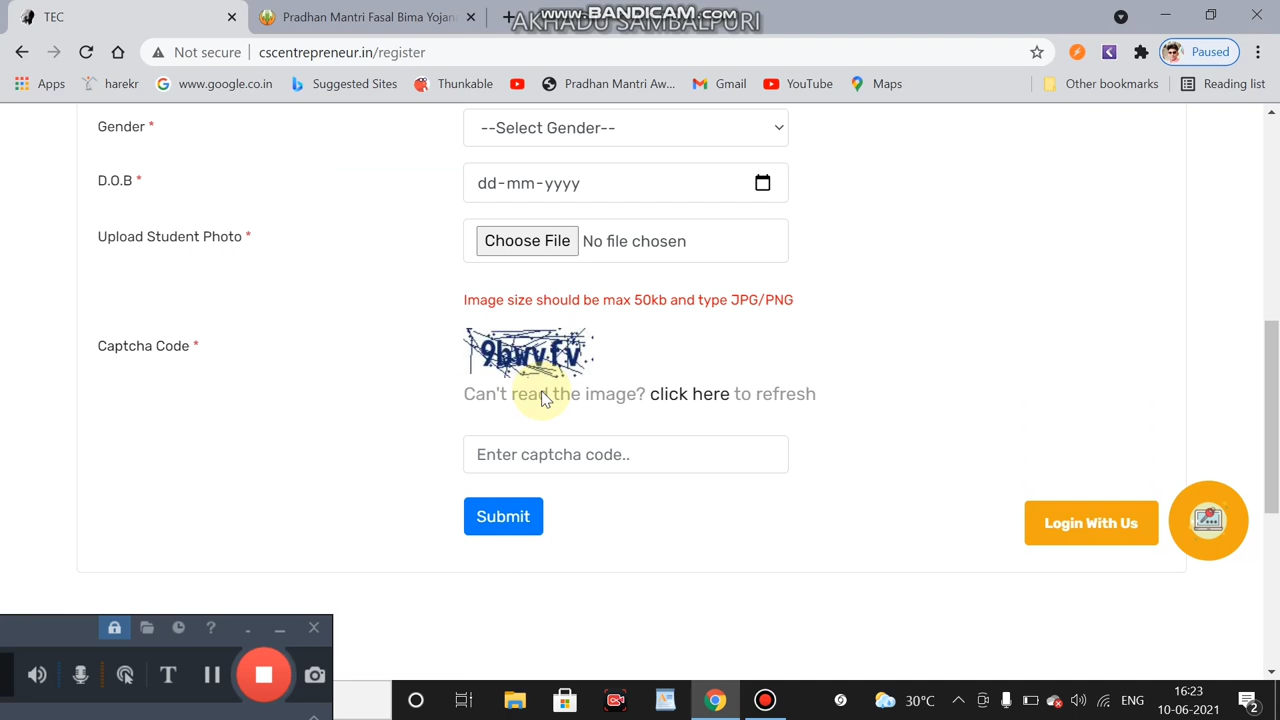 TEC
Pradhan Mantri Fasal Bima Yojan
www.BANDICAM.com
AKHADU SAMBALPURI
Not secure
cscentrepreneur.in/register
Paused
Apps
harekr
www.google.co.in
Suggested Sites
Thunkable
Pradhan Mantri Aw...
Gmail
YouTube
Maps
Other bookmarks
Reading list
Gender *
--Select Gender--
D.O.B *
dd-mm-yyyy
Upload Student Photo *
Choose File No file chosen
Image size should be max 50kb and type JPG/PNG
Captcha Code *
9bwvfv
Can't read the image? click here to refresh
Enter captcha code..
Submit
Login With Us
30°C
ENG
16:23
10-06-2021
2